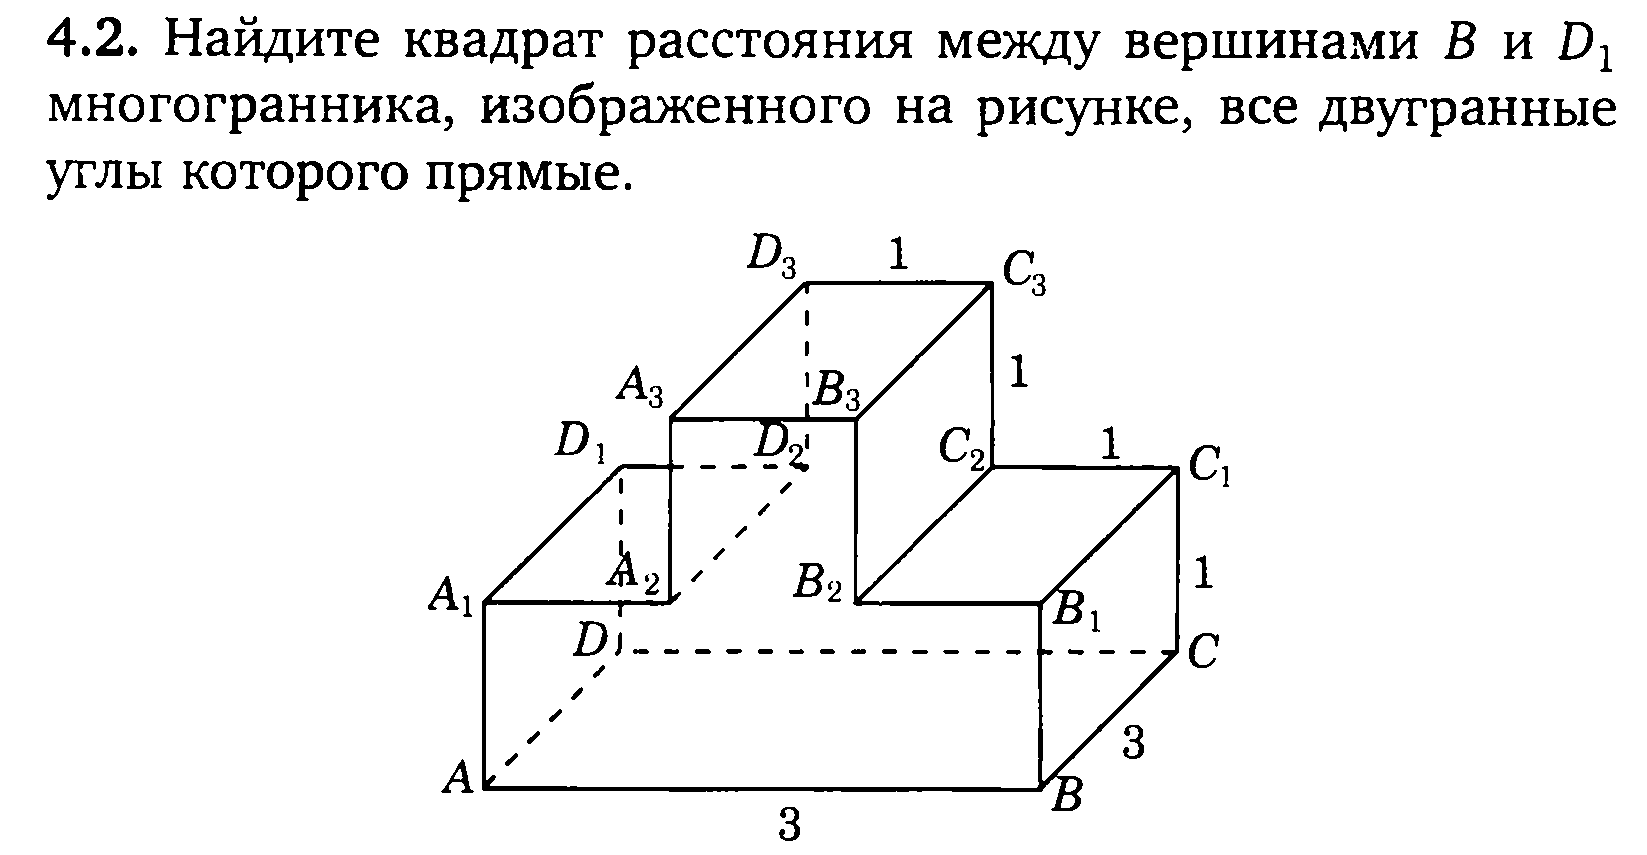 4.2. Найдите квадрат расстояния между вершинами B и D₁
многогранника, изображенного на рисунке, все двугранные
углы которого прямые.
D₃ 1 C₃
1
A₃ B₃
D₁ D₂ C₂ 1 C₁
A₁ A₂ B₂ B₁ 1
D C
3
A B
3